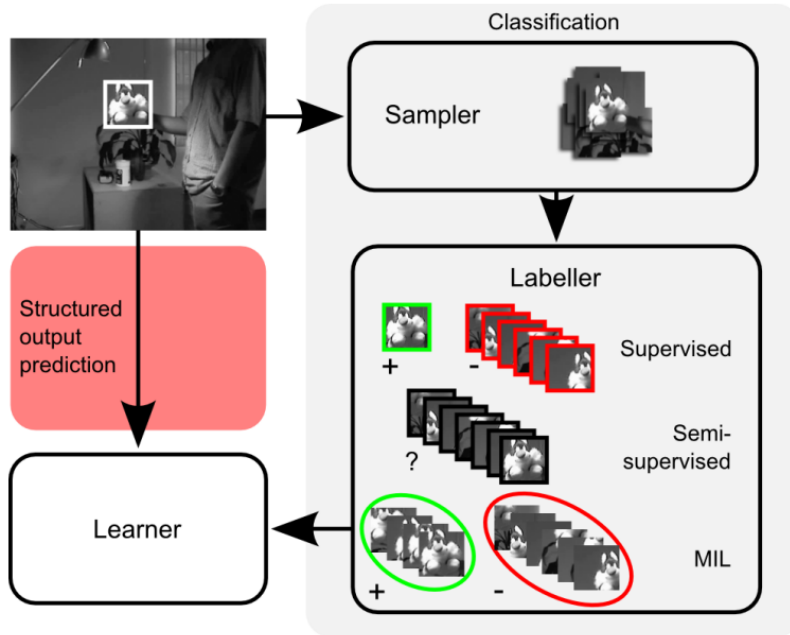 Classification
Sampler
Labeller
+
-
Supervised
?
Semi-
supervised
+
-
MIL
Structured
output
prediction
Learner